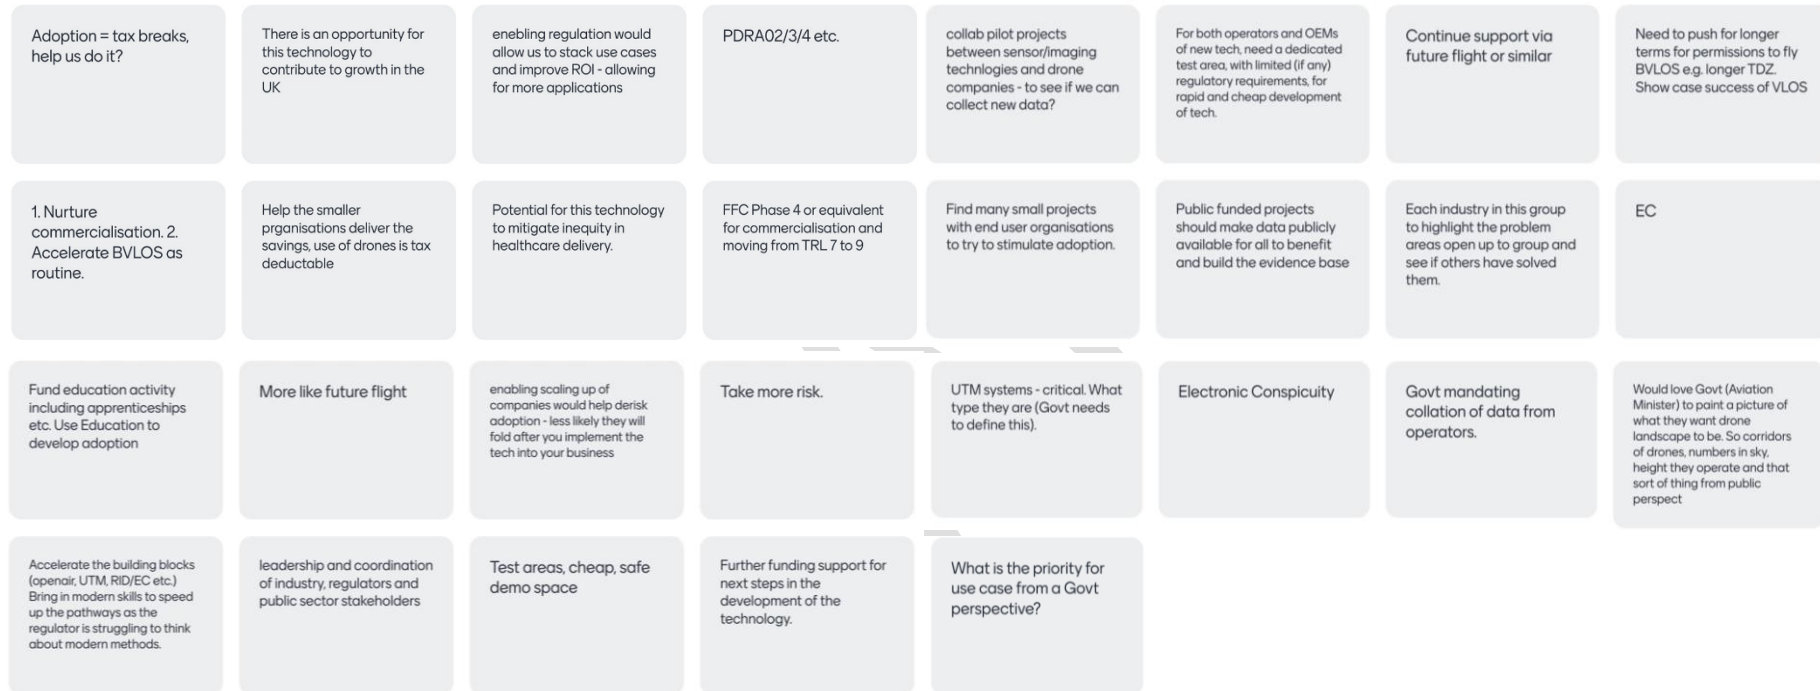 Adoption = tax breaks,
help us do it?
There is an opportunity for
this technology to
contribute to growth in the
UK
enebling regulation would
allow us to stack use cases
and improve ROI - allowing
for more applications
PDRA02/3/4 etc.
collab pilot projects
between sensor/imaging
technlogies and drone
companies - to see if we can
collect new data?
For both operators and OEMs
of new tech, need a dedicated
test area, with limited (if any)
regulatory requirements, for
rapid and cheap development
of tech.
Continue support via
future flight or similar
Need to push for longer
terms for permissions to fly
BVLOS e.g. longer TDZ.
Show case success of VLOS
1. Nurture
commercialisation. 2.
Accelerate BVLOS as
routine.
Help the smaller
prganisations deliver the
savings, use of drones is tax
deductable
Potential for this technology
to mitigate inequity in
healthcare delivery.
FFC Phase 4 or equivalent
for commercialisation and
moving from TRL 7 to 9
Find many small projects
with end user organisations
to try to stimulate adoption.
Public funded projects
should make data publicly
available for all to benefit
and build the evidence base
Each industry in this group
to highlight the problem
areas open up to group and
see if others have solved
them.
EC
Fund education activity
including apprenticeships
etc. Use Education to
develop adoption
More like future flight
enabling scaling up of
companies would help derisk
adoption - less likely they will
fold after you implement the
tech into your business
Take more risk.
UTM systems - critical. What
type they are (Govt needs
to define this).
Electronic Conspicuity
Govt mandating
collation of data from
operators.
Would love Govt (Aviation
Minister) to paint a picture of
what they want drone
landscape to be. So corridors
of drones, numbers in sky,
height they operate and that
sort of thing from public
perspect
Accelerate the building blocks
(openair, UTM, RID/EC etc.)
Bring in modern skills to speed
up the pathways as the
regulator is struggling to think
about modern methods.
leadership and coordination
of industry, regulators and
public sector stakeholders
Test areas, cheap, safe
demo space
Further funding support for
next steps in the
development of the
technology.
What is the priority for
use case from a Govt
perspective?